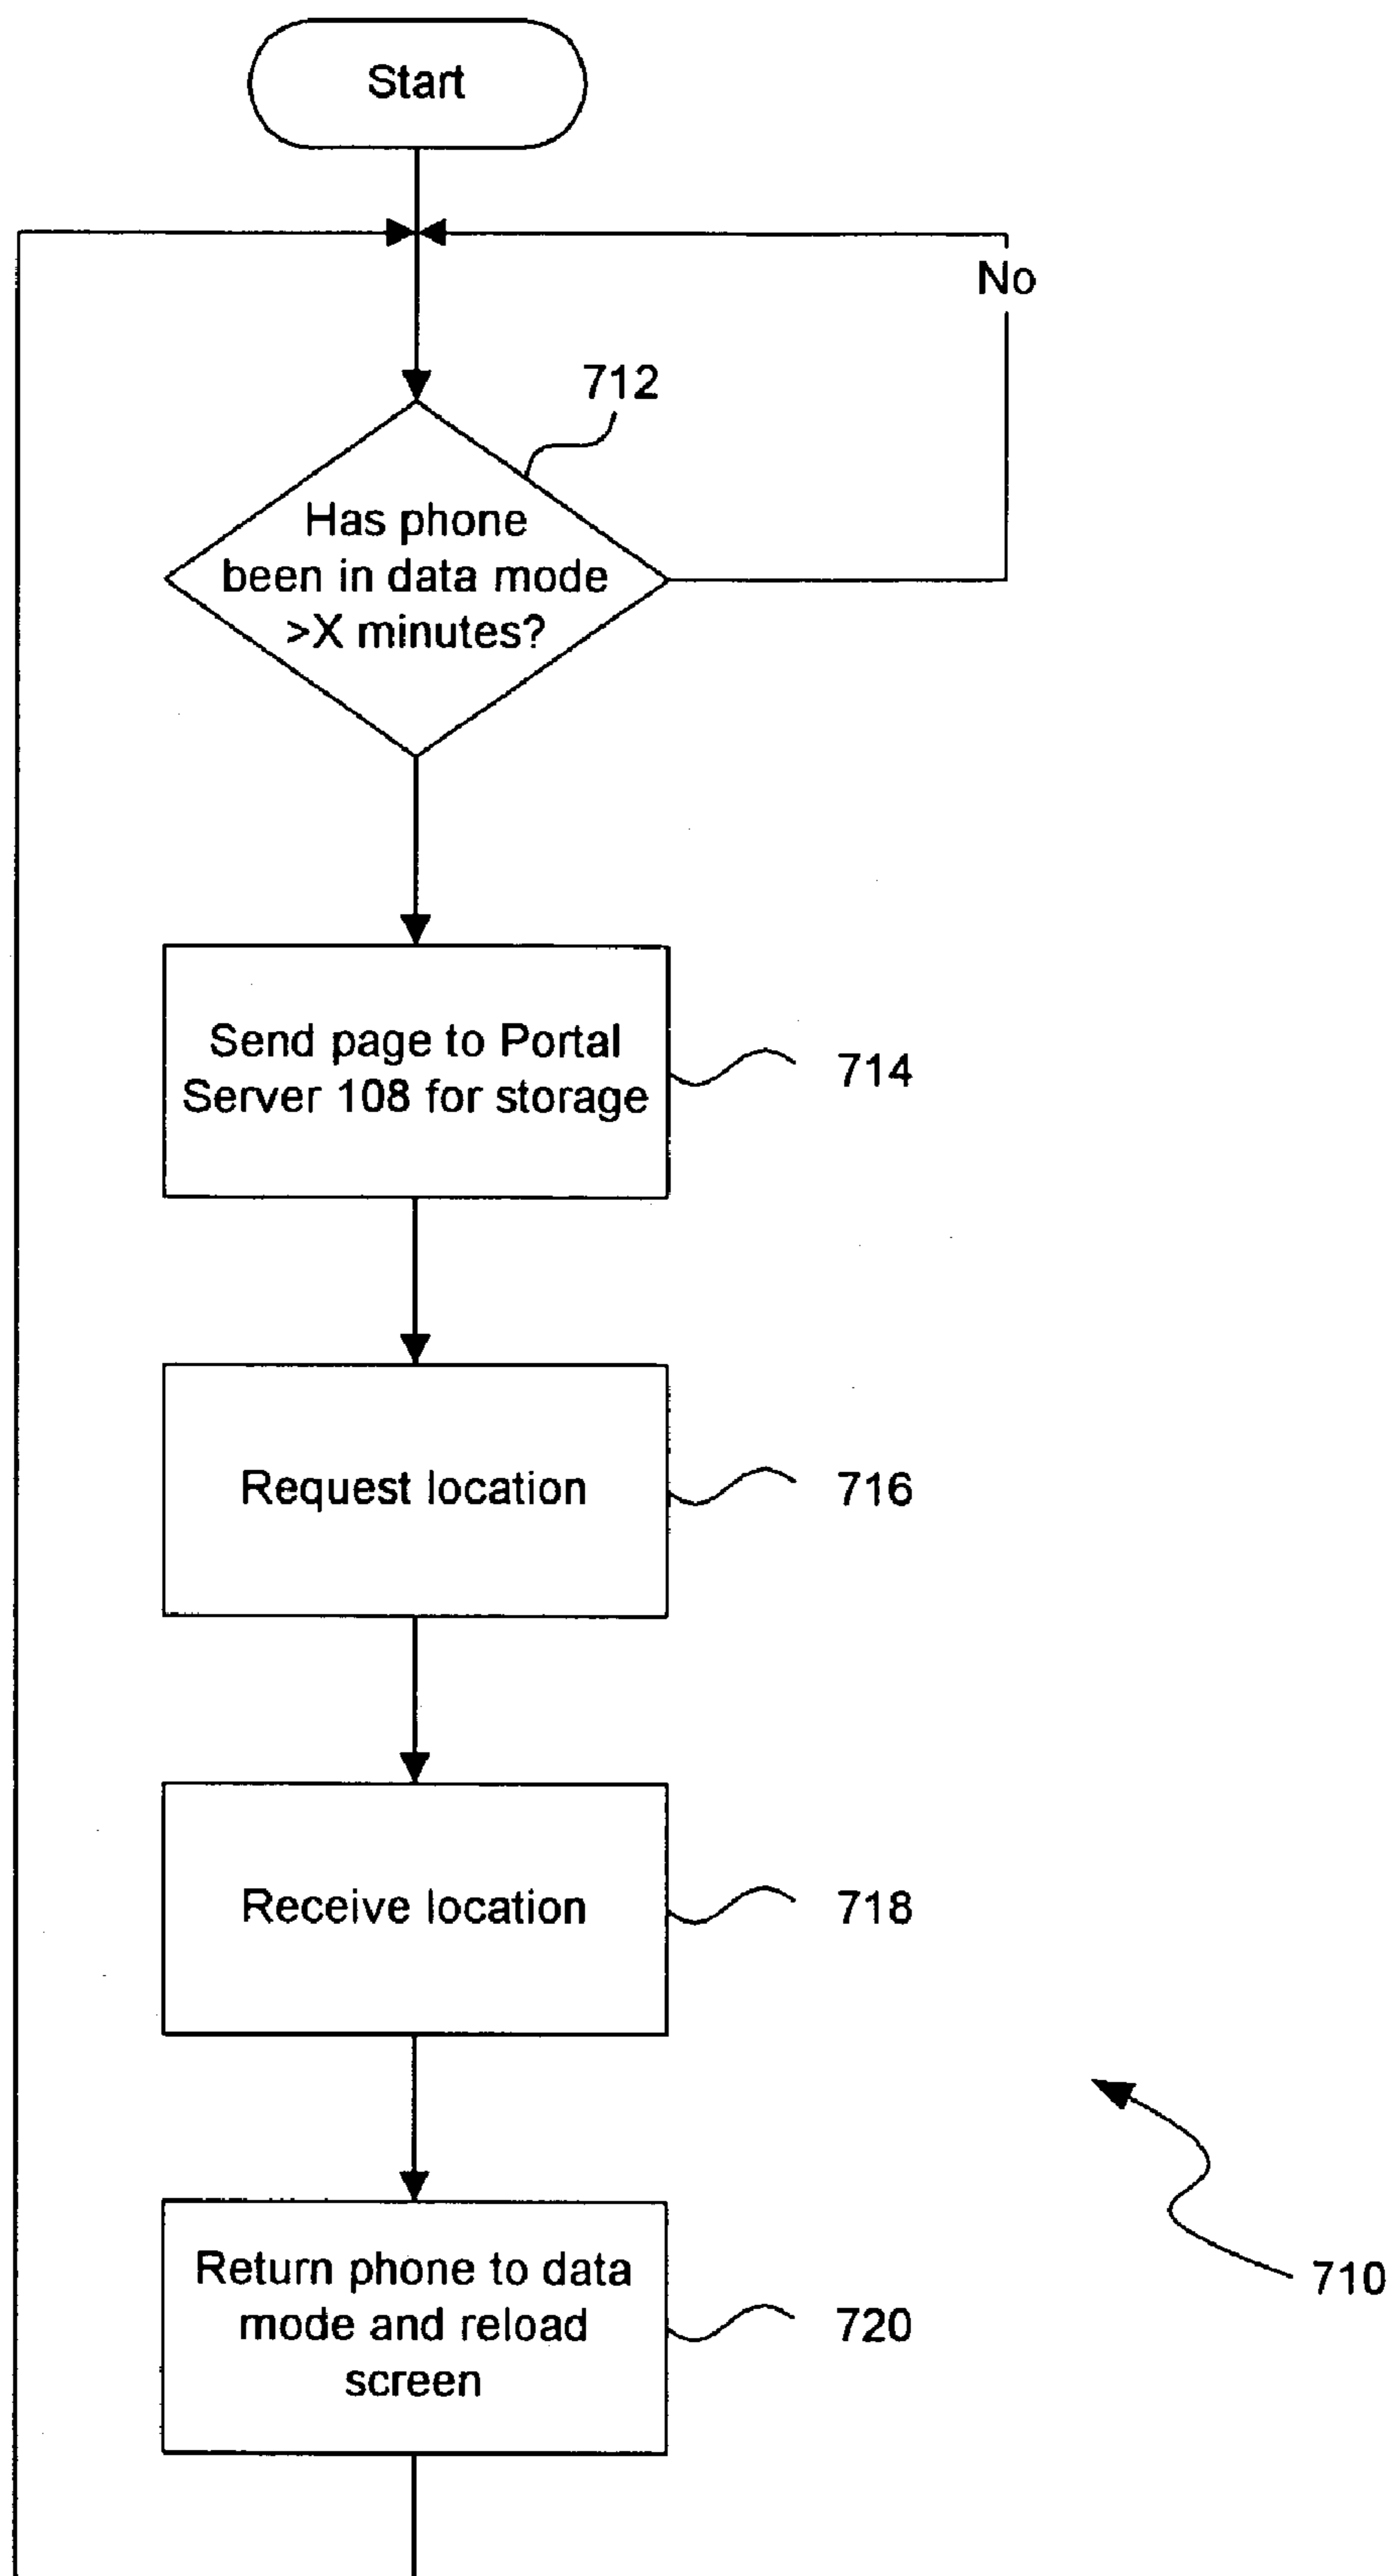 Start
No
712
Has phone
been in data mode
>X minutes?
Send page to Portal
Server 108 for storage
714
Request location
716
Receive location
718
Return phone to data
mode and reload
screen
720
710